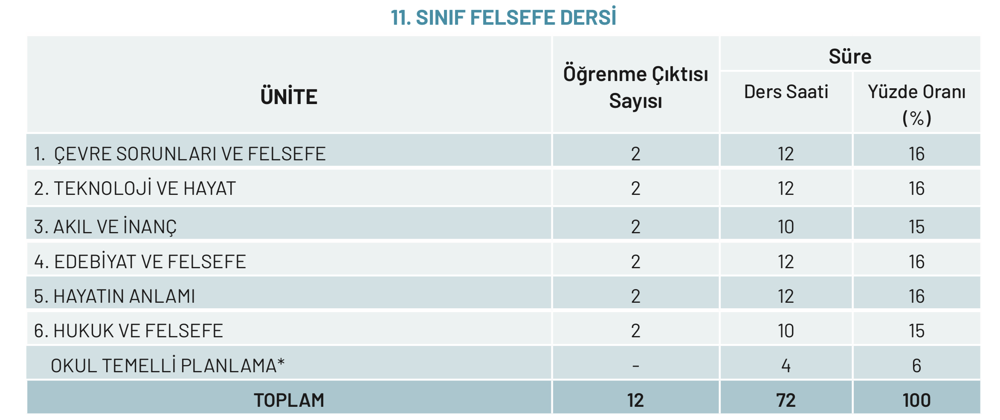 11. SINIF FELSEFE DERSİ
ÜNİTE
Öğrenme Çıktısı
Sayısı
Süre
Ders Saati
Yüzde Oranı
(%)
1. ÇEVRE SORUNLARI VE FELSEFE 2 12 16
2. TEKNOLOJİ VE HAYAT 2 12 16
3. AKIL VE İNANÇ 2 10 15
4. EDEBİYAT VE FELSEFE 2 12 16
5. HAYATIN ANLAMI 2 12 16
6. HUKUK VE FELSEFE 2 10 15
OKUL TEMELLİ PLANLAMA* - 4 6
TOPLAM 12 72 100